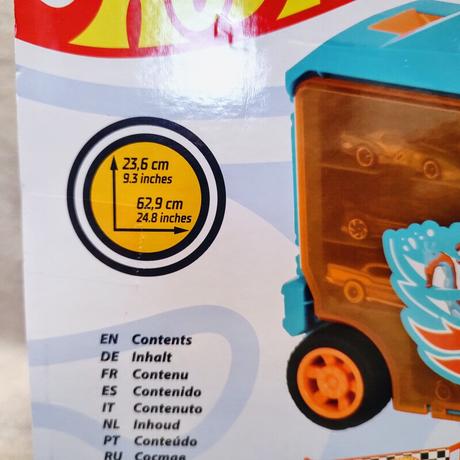 23,6 cm
9.3 inches
62,9 cm
24.8 inches
EN Contents
DE Inhalt
FR Contenu
ES Contenido
IT Contenuto
NL Inhoud
PT Conteúdo
RU